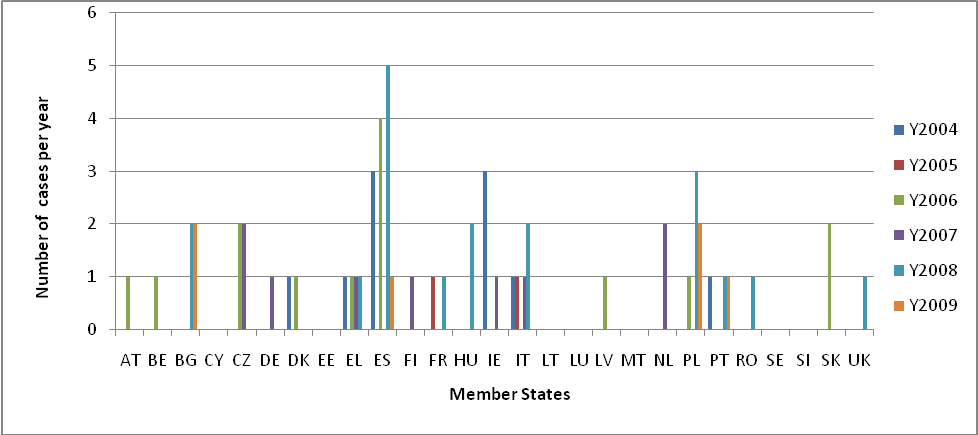 6
5
4
3
2
1
0
Number of cases per year
AT BE BG CY CZ DE DK EE EL ES FI FR HU IE IT LT LU LV MT NL PL PT RO SE SI SK UK
Member States
Y2004
Y2005
Y2006
Y2007
Y2008
Y2009